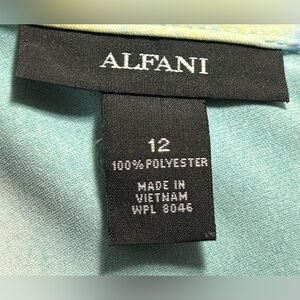 ALFANI
12
100% POLYESTER
MADE IN
VIETNAM
WPL 8046